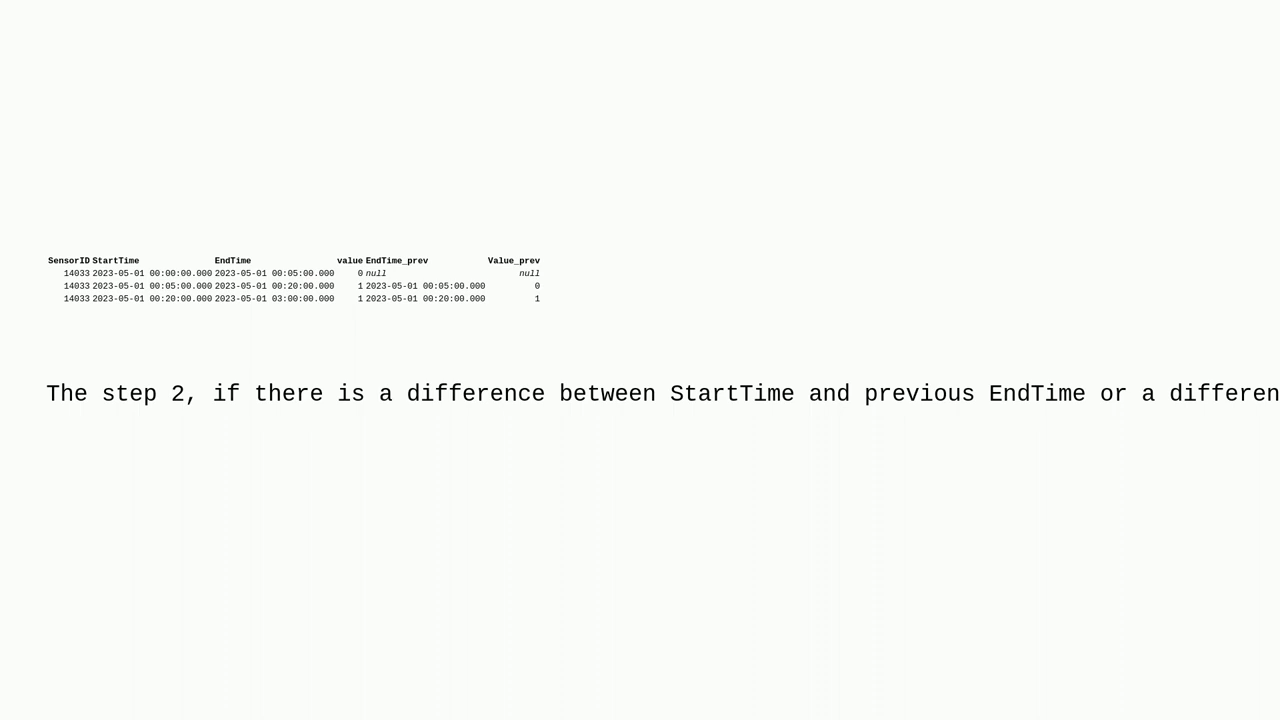 SensorID StartTime EndTime value EndTime_prev Value_prev
14033 2023-05-01 00:00:00.000 2023-05-01 00:05:00.000 0 null null
14033 2023-05-01 00:05:00.000 2023-05-01 00:20:00.000 1 2023-05-01 00:05:00.000 0
14033 2023-05-01 00:20:00.000 2023-05-01 03:00:00.000 1 2023-05-01 00:20:00.000 1
The step 2, if there is a difference between StartTime and previous EndTime or a differen